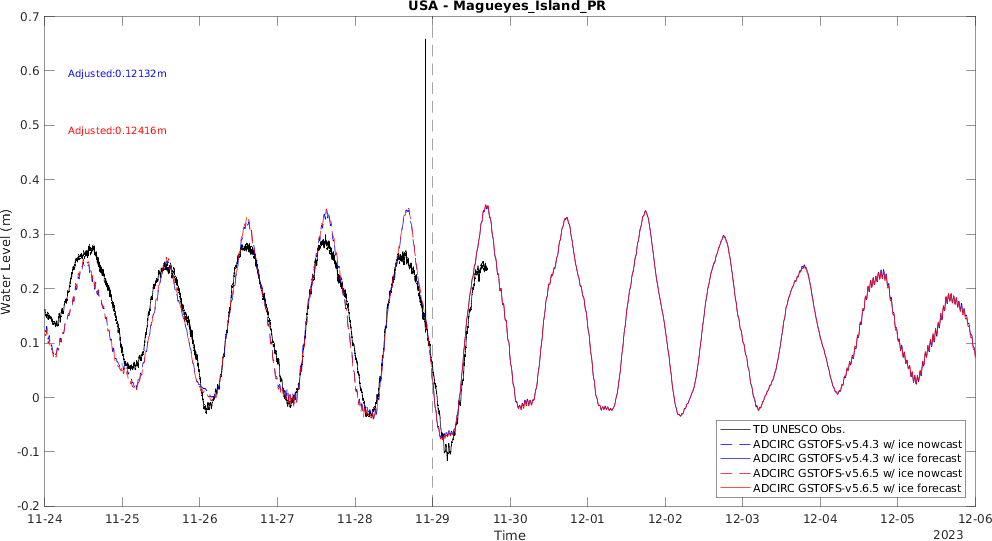 USA - Magueyes_Island_PR
0.7
0.6
0.5
0.4
0.3
0.2
0.1
0
-0.1
-0.2
Water Level (m)
Adjusted:0.12132m
Adjusted:0.12416m
TD UNESCO Obs.
ADCIRC GSTOFS-v5.4.3 w/ ice nowcast
ADCIRC GSTOFS-v5.4.3 w/ ice forecast
ADCIRC GSTOFS-v5.6.5 w/ ice nowcast
ADCIRC GSTOFS-v5.6.5 w/ ice forecast
11-24 11-25 11-26 11-27 11-28 11-29 11-30 12-01 12-02 12-03 12-04 12-05 12-06
Time
2023